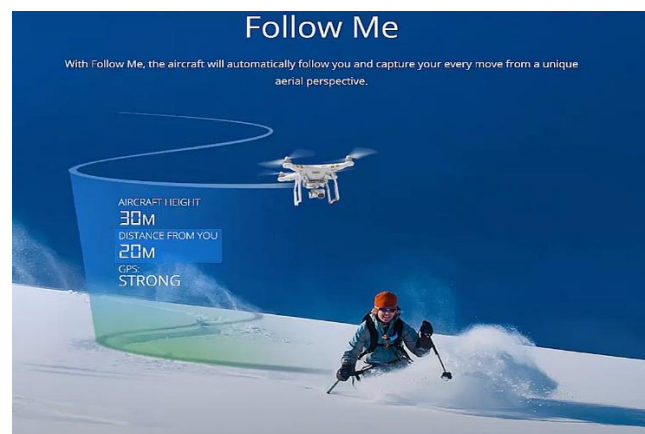 Follow Me
With Follow Me, the aircraft will automatically follow you and capture your every move from a unique
aerial perspective.
AIRCRAFT HEIGHT
30M
DISTANCE FROM YOU
20M
GPS:
STRONG